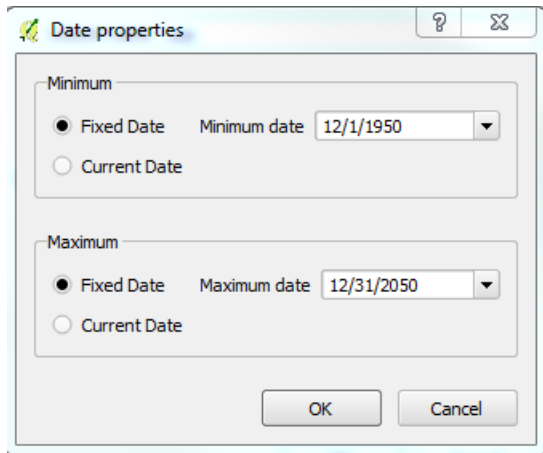 Date properties
Minimum
Fixed Date Minimum date 12/1/1950
Current Date
Maximum
Fixed Date Maximum date 12/31/2050
Current Date
OK Cancel